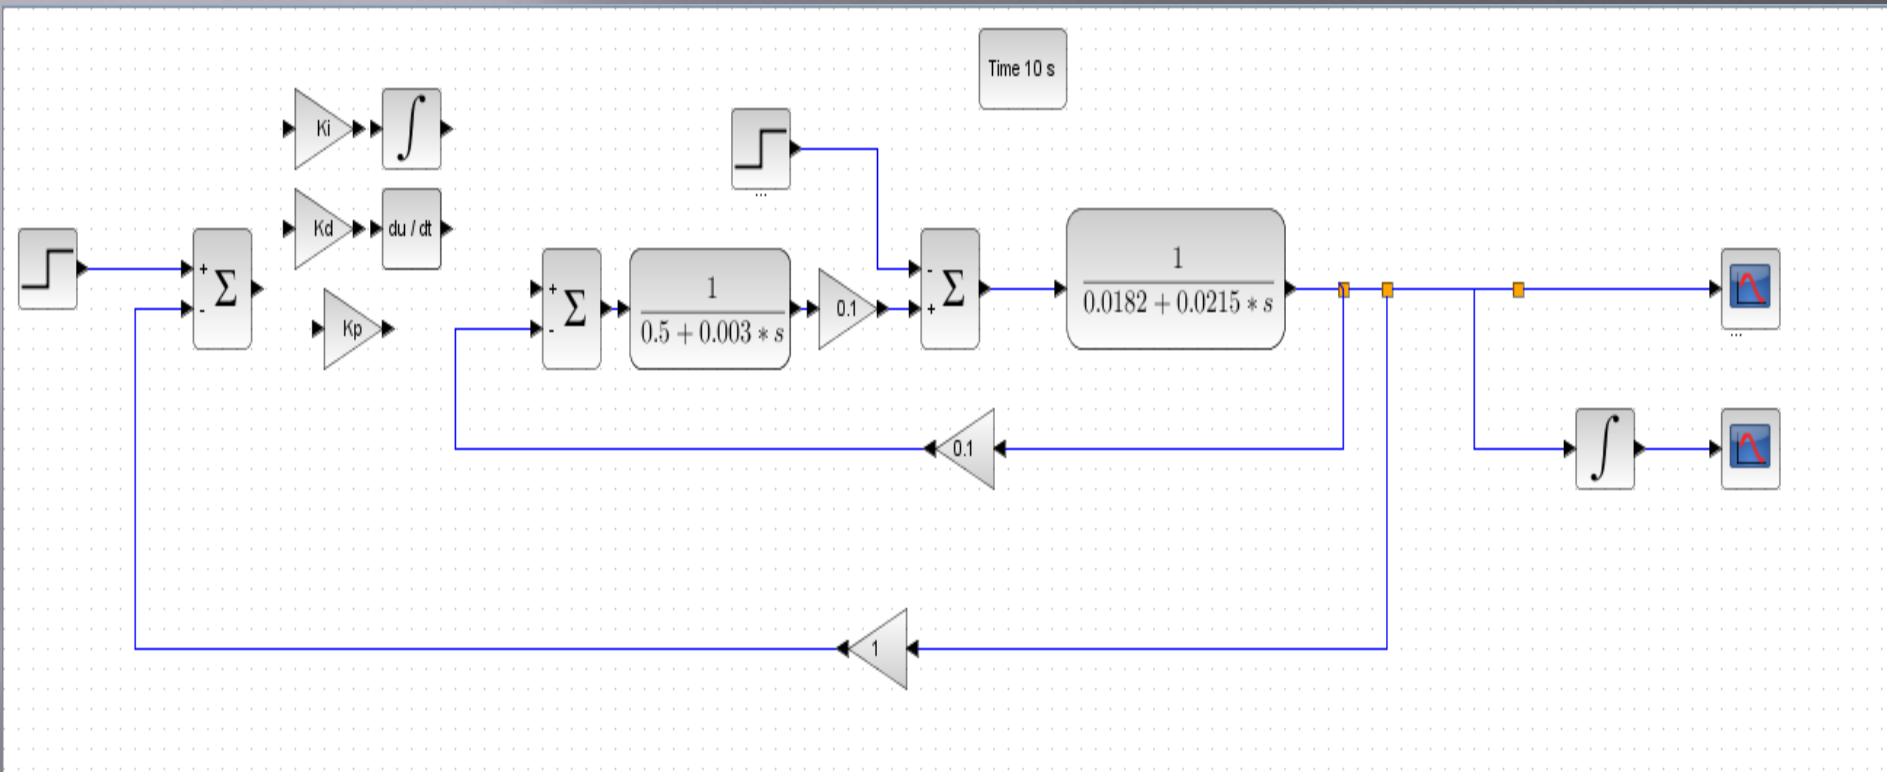 Time 10 s
Ki
∫
Kd
du / dt
+
Σ
-
Kp
+
Σ
-
1
0.5 + 0.003 * s
0.1
...
-
Σ
+
1
0.0182 + 0.0215 * s
...
0.1
∫
1